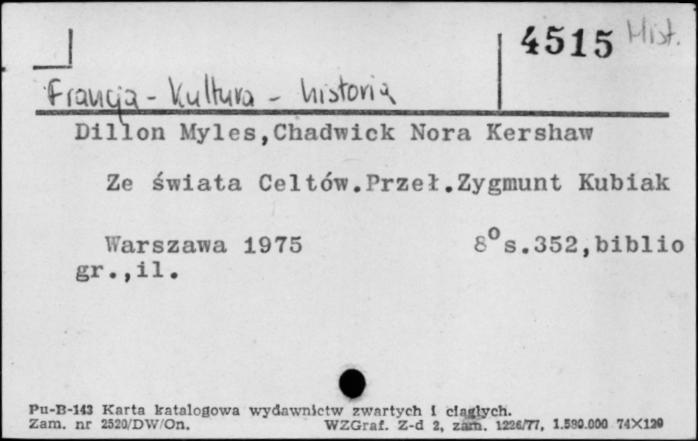 4515 Hist.
Francja - Kultura - historia
Dillon Myles,Chadwick Nora Kershaw
Ze świata Celtów.Przeł.Zygmunt Kubiak
Warszawa 1975 8° s.352,biblio
gr.,il.
Pu-B-143 Karta katalogowa wydawnictw zwartych i ciągłych.
Zam. nr 2520/DW/On. WZGraf. Z-d 2, zam. 1226/77, 1.590.000 74X120